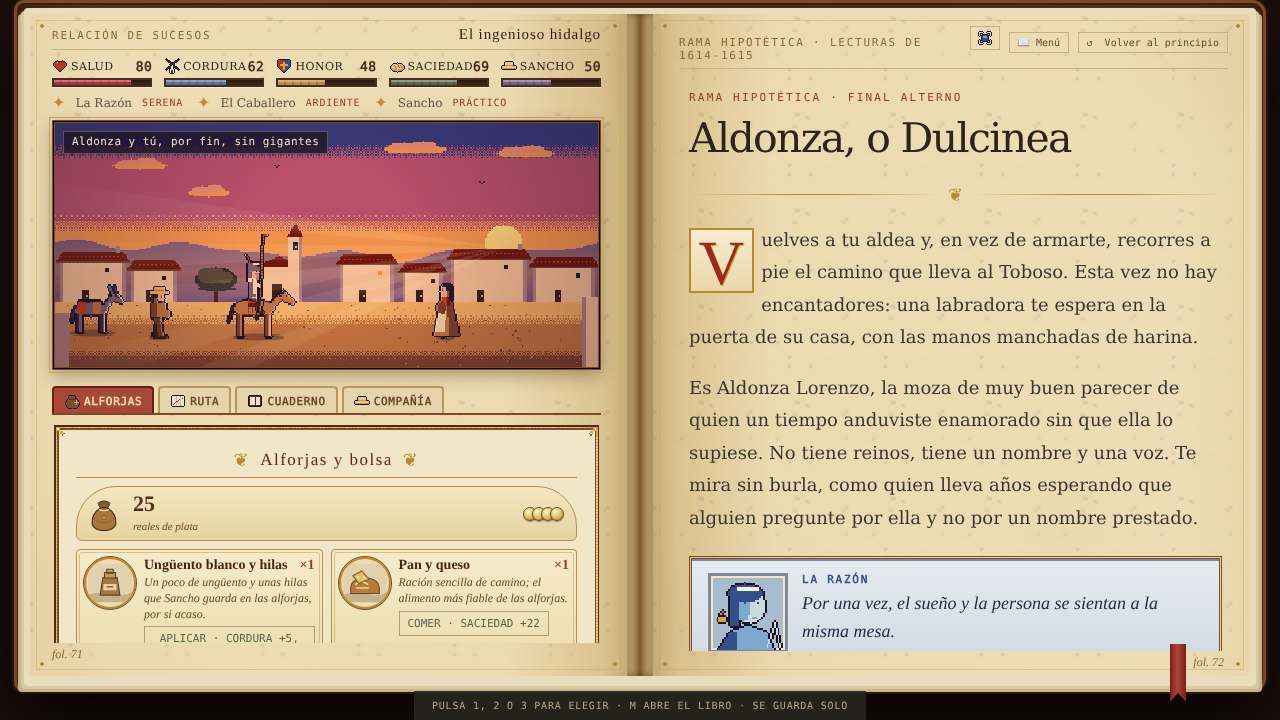 RELACIÓN DE SUCESOS
El ingenioso hidalgo
SALUD 80
CORDURA 62
HONOR 48
SACIEDAD 69
SANCHO 50
La Razón SERENA
El Caballero ARDIENTE
Sancho PRÁCTICO
Aldonza y tú, por fin, sin gigantes
ALFORJAS
RUTA
CUADERNO
COMPAÑÍA
Alforjas y bolsa
25
reales de plata
Ungüento blanco y hilas ×1
Un poco de ungüento y unas hilas
que Sancho guarda en las alforjas,
por si acaso.
APLICAR · CORDURA +5,
Pan y queso ×1
Ración sencilla de camino; el
alimento más fiable de las alforjas.
COMER · SACIEDAD +22
fol. 71
RAMA HIPOTÉTICA · LECTURAS DE
1614-1615
Menú
↺ Volver al principio
RAMA HIPOTÉTICA · FINAL ALTERNO
Aldonza, o Dulcinea
Vuelves a tu aldea y, en vez de armarte, recorres a
pie el camino que lleva al Toboso. Esta vez no hay
encantadores: una labradora te espera en la
puerta de su casa, con las manos manchadas de harina.
Es Aldonza Lorenzo, la moza de muy buen parecer de
quien un tiempo anduviste enamorado sin que ella lo
supiese. No tiene reinos, tiene un nombre y una voz. Te
mira sin burla, como quien lleva años esperando que
alguien pregunte por ella y no por un nombre prestado.
LA RAZÓN
Por una vez, el sueño y la persona se sientan a la
misma mesa.
fol. 72
PULSA 1, 2 O 3 PARA ELEGIR · M ABRE EL LIBRO · SE GUARDA SOLO